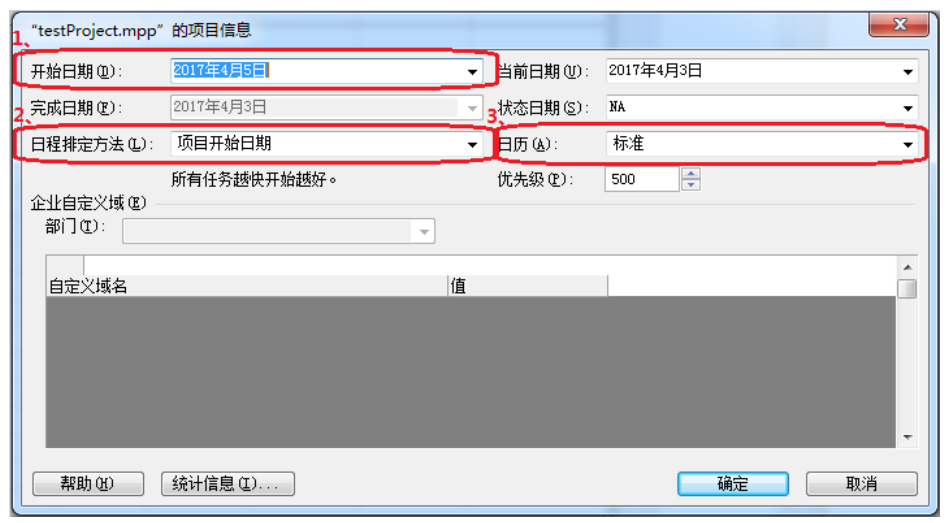 “testProject.mpp” 的项目信息
1、
开始日期(D): 2017年4月5日 当前日期(U): 2017年4月3日
完成日期(F): 2017年4月3日 状态日期(S): NA
2、 3、
日程排定方法(L): 项目开始日期 日历(A): 标准
所有任务越快开始越好。 优先级(P): 500
企业自定义域(E)
部门(T):
自定义域名 值
帮助(H) 统计信息(I)... 确定 取消